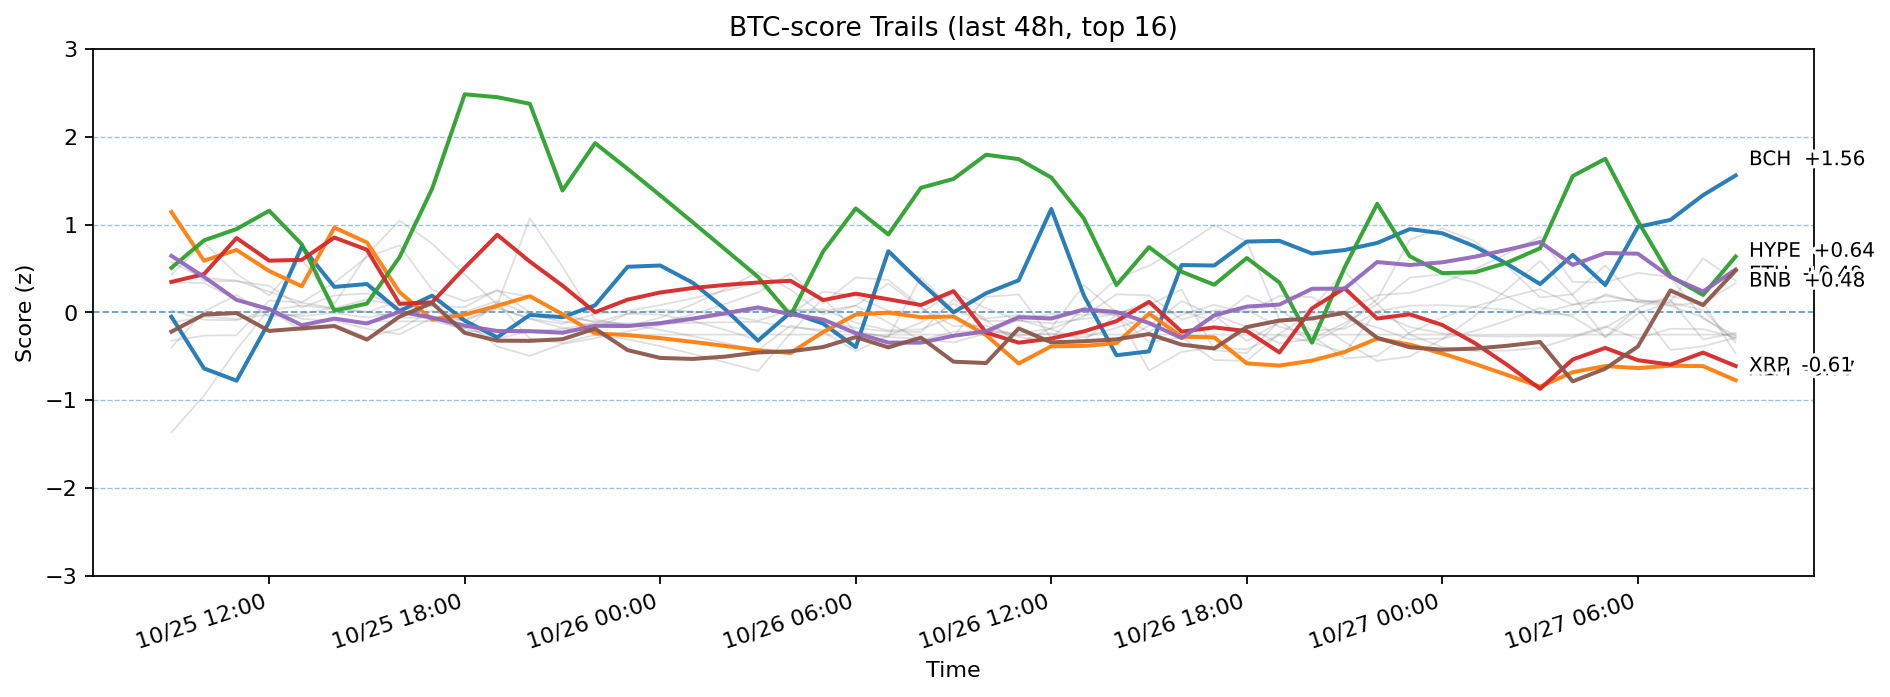 BTC-score Trails (last 48h, top 16)
Score (z)
3
2
1
0
−1
−2
−3
BCH +1.56
HYPE +0.64
BNB +0.48
XRP -0.61
10/25 12:00
10/25 18:00
10/26 00:00
10/26 06:00
10/26 12:00
10/26 18:00
10/27 00:00
10/27 06:00
Time